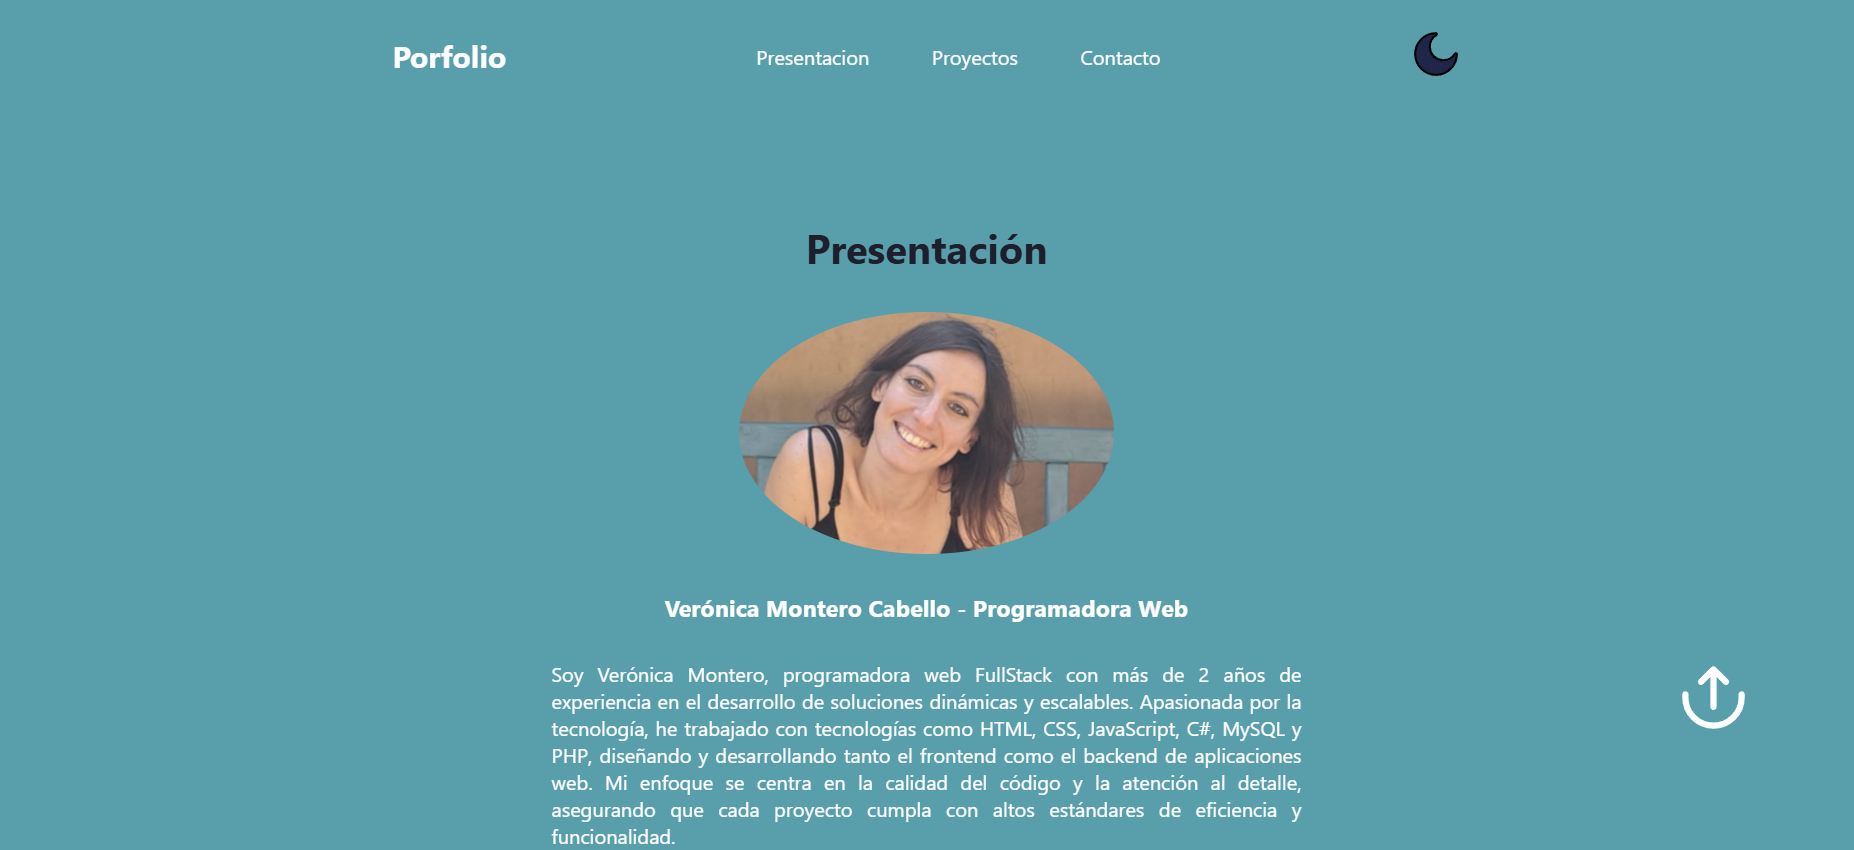 Porfolio
Presentacion
Proyectos
Contacto
Presentación
Verónica Montero Cabello - Programadora Web
Soy Verónica Montero, programadora web FullStack con más de 2 años de
experiencia en el desarrollo de soluciones dinámicas y escalables. Apasionada por la
tecnología, he trabajado con tecnologías como HTML, CSS, JavaScript, C#, MySQL y
PHP, diseñando y desarrollando tanto el frontend como el backend de aplicaciones
web. Mi enfoque se centra en la calidad del código y la atención al detalle,
asegurando que cada proyecto cumpla con altos estándares de eficiencia y
funcionalidad.